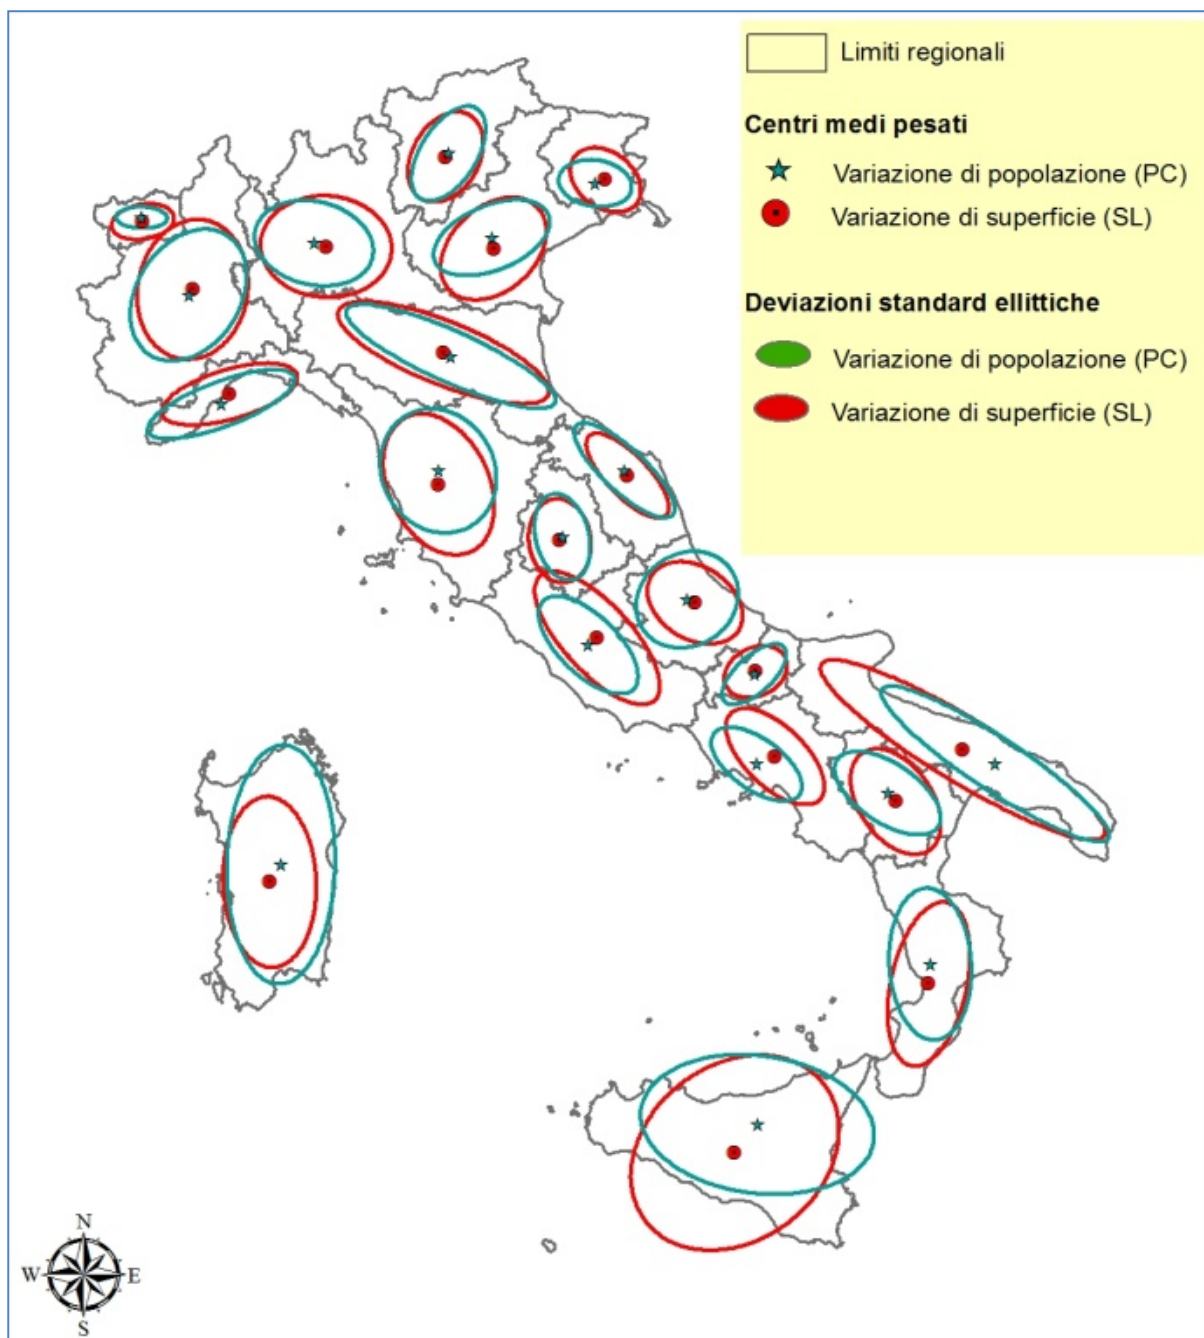 Limiti regionali
Centri medi pesati
Variazione di popolazione (PC)
Variazione di superficie (SL)
Deviazioni standard ellittiche
Variazione di popolazione (PC)
Variazione di superficie (SL)
N
W E
S